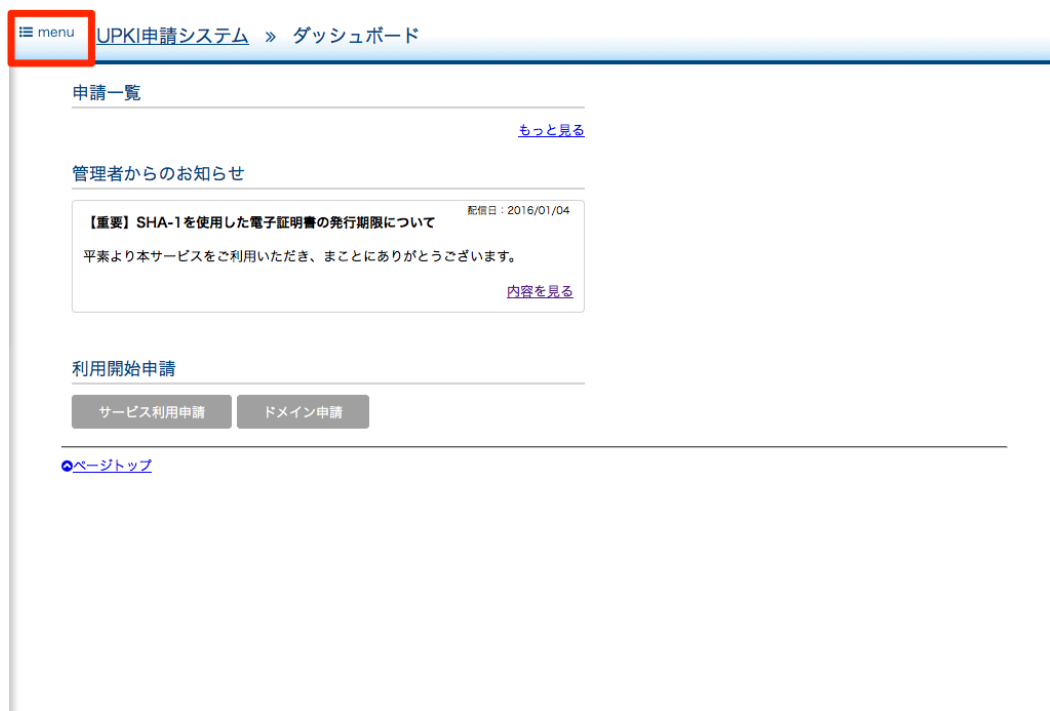 menu UPKI申請システム » ダッシュボード
申請一覧
もっと見る
管理者からのお知らせ
配信日：2016/01/04
【重要】SHA-1を使用した電子証明書の発行期限について
平素より本サービスをご利用いただき、まことにありがとうございます。
内容を見る
利用開始申請
サービス利用申請 ドメイン申請
ページトップ